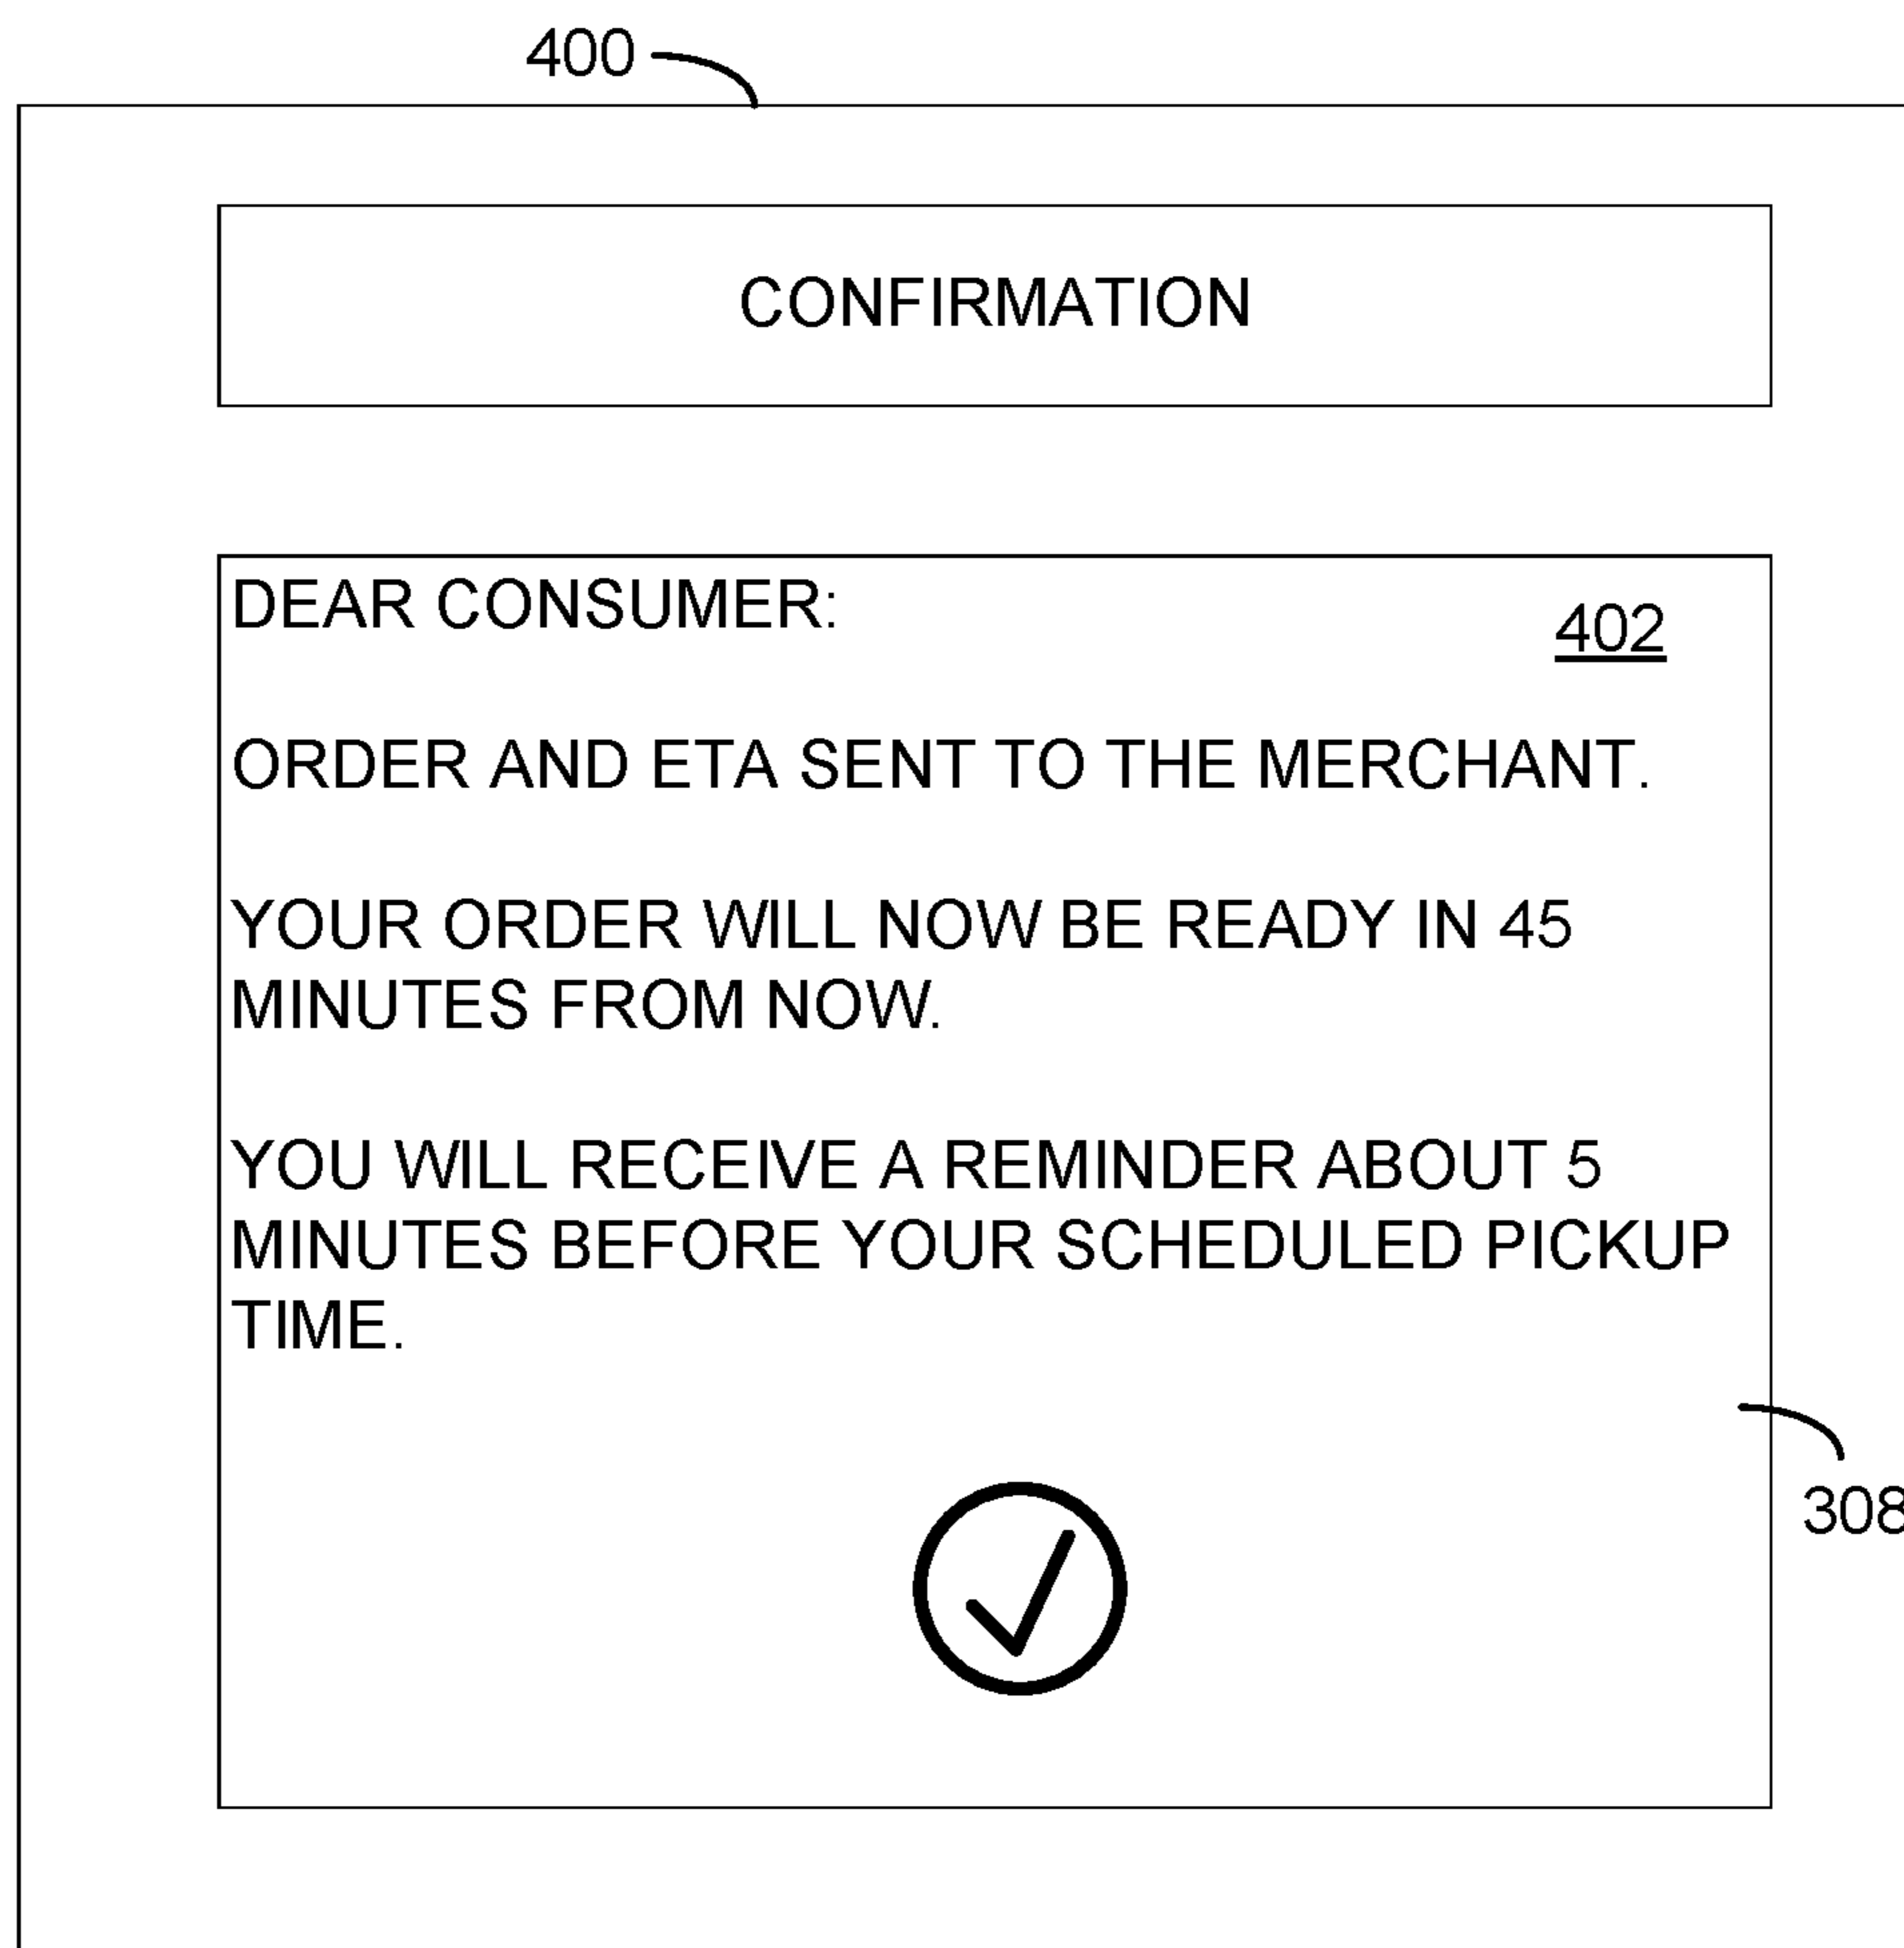 400
CONFIRMATION
DEAR CONSUMER:
402
ORDER AND ETA SENT TO THE MERCHANT.
YOUR ORDER WILL NOW BE READY IN 45
MINUTES FROM NOW.
YOU WILL RECEIVE A REMINDER ABOUT 5
MINUTES BEFORE YOUR SCHEDULED PICKUP
TIME.
308